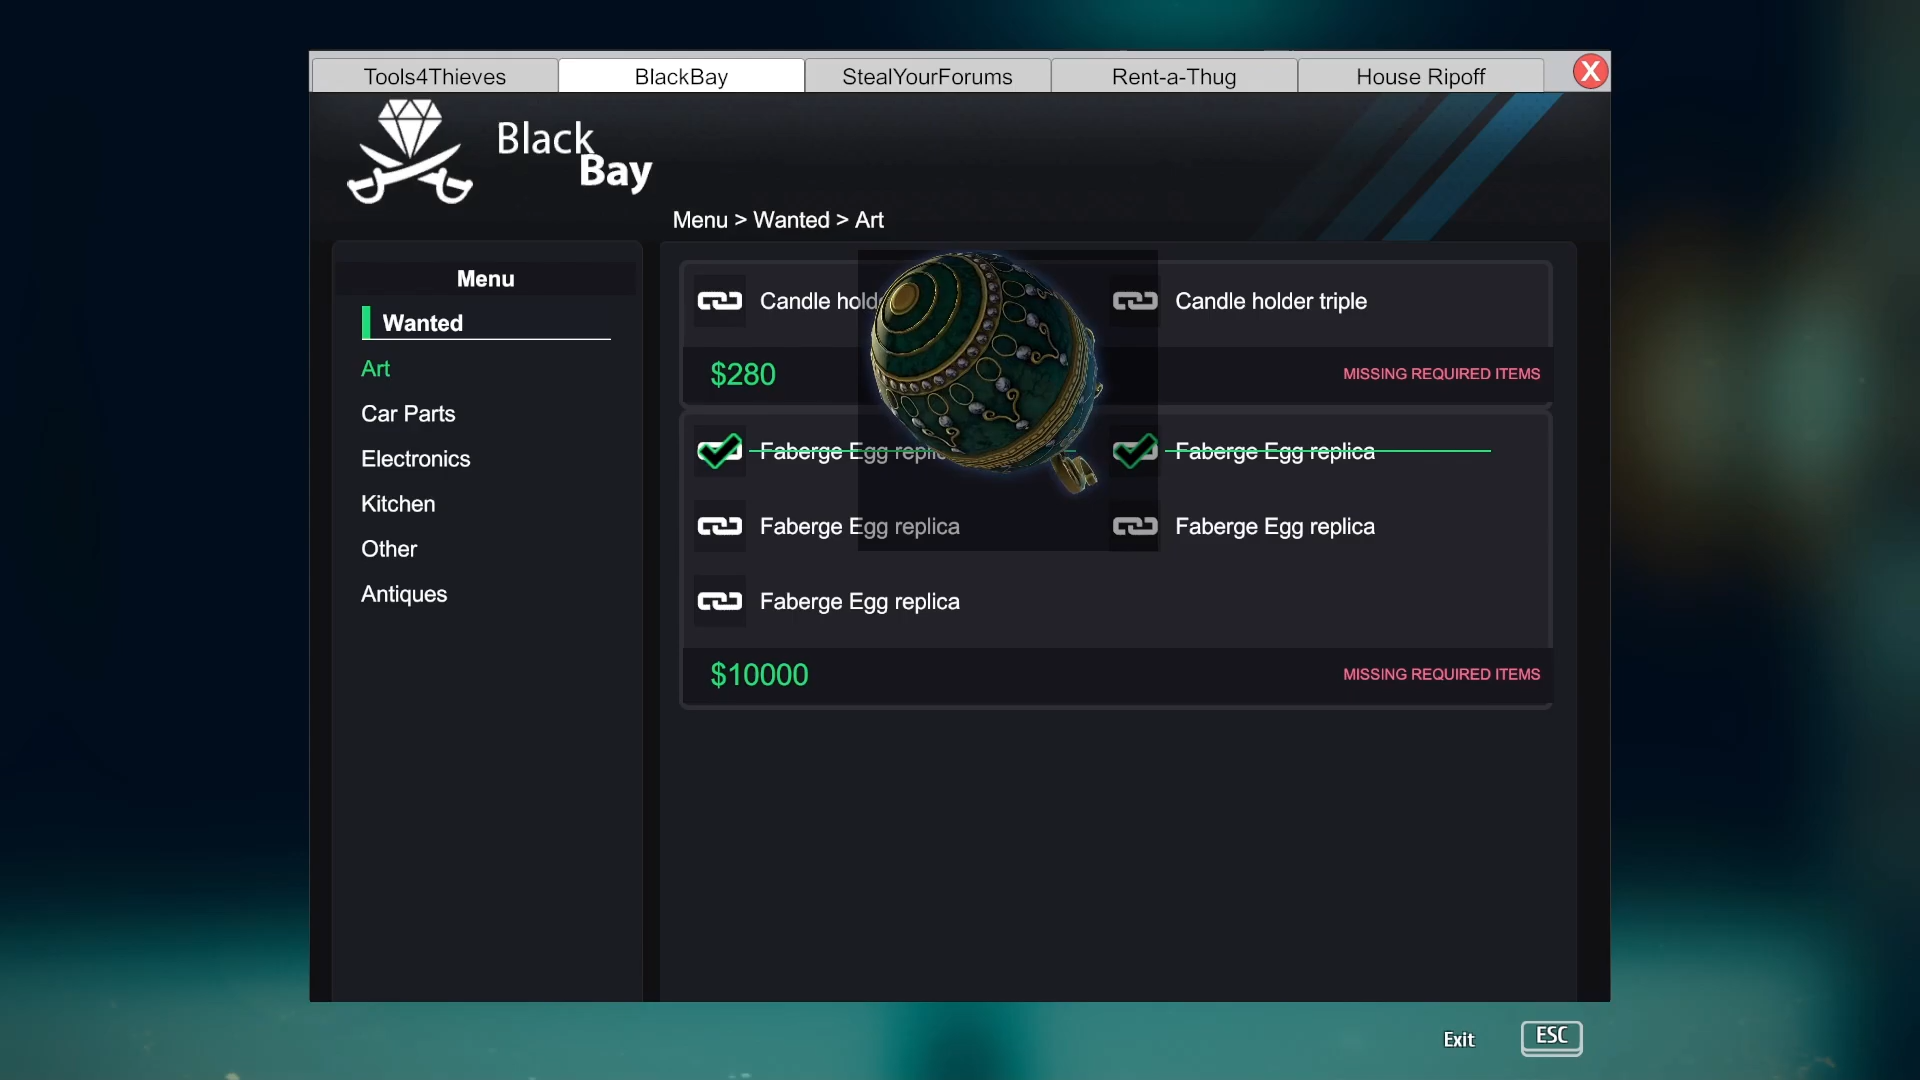 Tools4Thieves BlackBay StealYourForums Rent-a-Thug House Ripoff X
Black
Bay
Menu > Wanted > Art
Menu
Wanted
Art
Car Parts
Electronics
Kitchen
Other
Antiques
Candle Candle holder triple
$280 MISSING REQUIRED ITEMS
Faberge Egg Faberge Egg replica
Faberge Egg replica Faberge Egg replica
Faberge Egg replica
$10000 MISSING REQUIRED ITEMS
Exit ESC